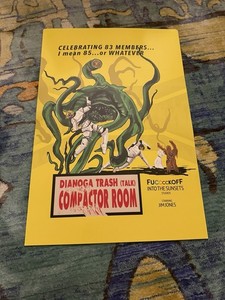 CELEBRATING 83 MEMBERS...
I mean 85...or WHATEVER
DIANOGA TRASH (TALK)
COMPACTOR ROOM
INTO THE SUNSETS
JIM JONES